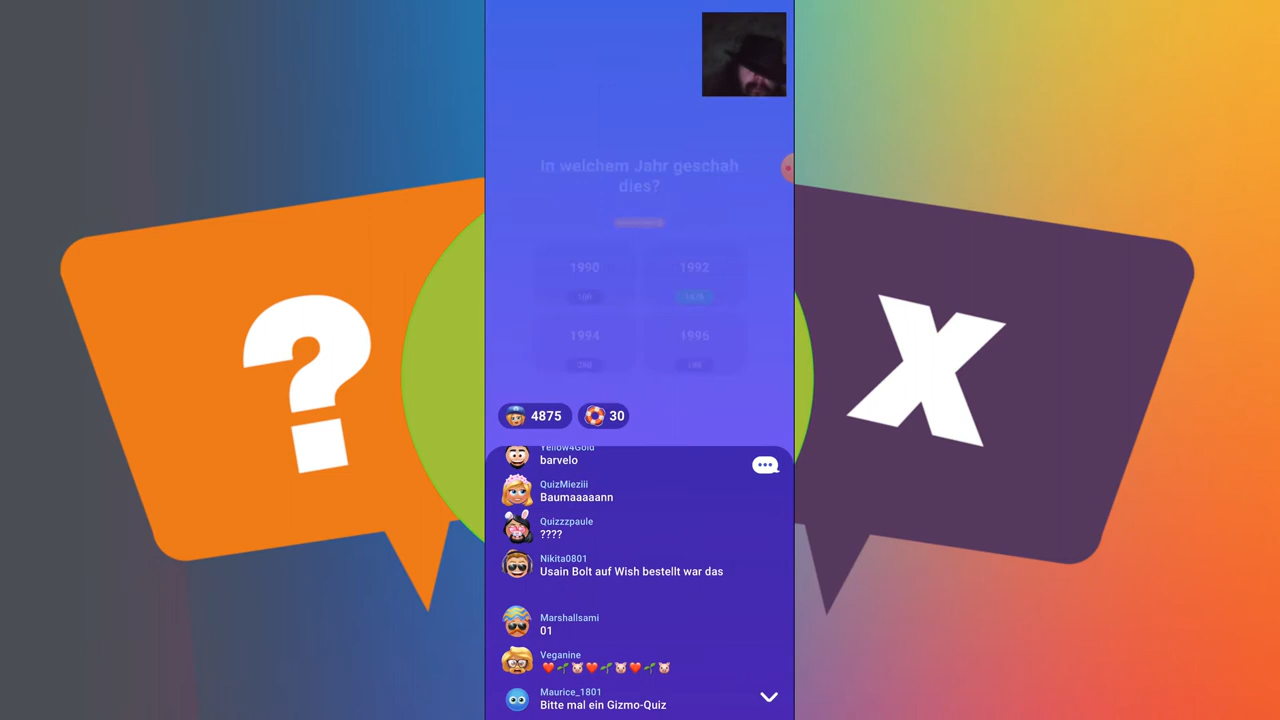 In welchem Jahr geschah
dies?
1990
1992
1994
1996
4875
30
Yellow4Gold
barvelo
QuizMieziii
Baumaaaaann
Quizzzpaule
????
Nikita0801
Usain Bolt auf Wish bestellt war das
Marshallsami
01
Veganine
❤️🌱🐷❤️🌱🐷❤️🌱🐷
Maurice_1801
Bitte mal ein Gizmo-Quiz
?
X